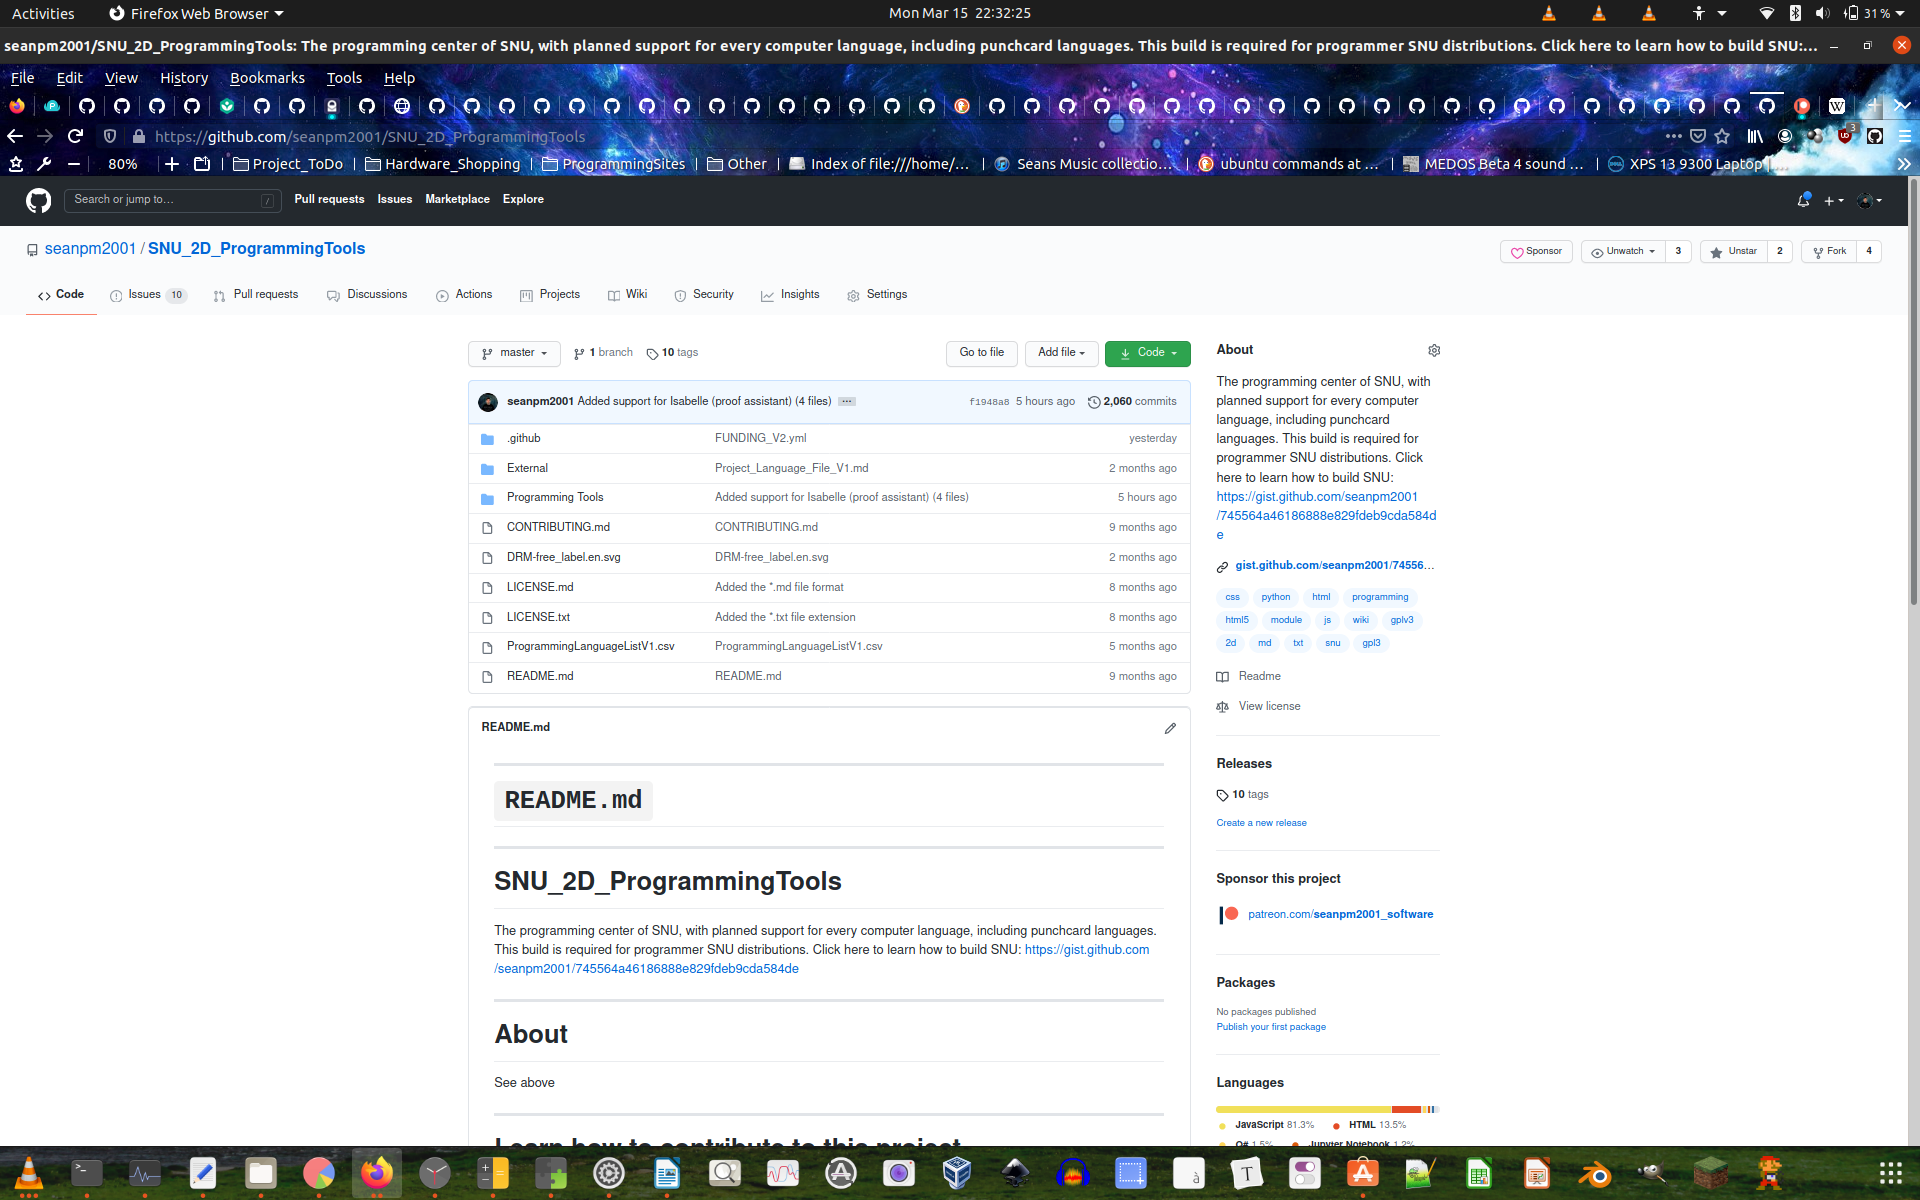 Activities
Firefox Web Browser
Mon Mar 15 22:32:25
31 %
seanpm2001/SNU_2D_ProgrammingTools: The programming center of SNU, with planned support for every computer language, including punchcard languages. This build is required for programmer SNU distributions. Click here to learn how to build SNU:...
File Edit View History Bookmarks Tools Help
https://github.com/seanpm2001/SNU_2D_ProgrammingTools
3
80%
Project_ToDo
Hardware_Shopping
ProgrammingSites
Other
Index of file:///home/...
Seans Music collectio...
ubuntu commands at ...
MEDOS Beta 4 sound ...
XPS 13 9300 Laptop
Search or jump to...
/
Pull requests Issues Marketplace Explore
seanpm2001 / SNU_2D_ProgrammingTools
Sponsor
Unwatch 3
Unstar 2
Fork 4
Code
Issues 10
Pull requests
Discussions
Actions
Projects
Wiki
Security
Insights
Settings
master
1 branch
10 tags
Go to file
Add file
Code
seanpm2001 Added support for Isabelle (proof assistant) (4 files) ...
f1948a8 5 hours ago 2,060 commits
.github FUNDING_V2.yml yesterday
External Project_Language_File_V1.md 2 months ago
Programming Tools Added support for Isabelle (proof assistant) (4 files) 5 hours ago
CONTRIBUTING.md CONTRIBUTING.md 9 months ago
DRM-free_label.en.svg DRM-free_label.en.svg 2 months ago
LICENSE.md Added the *.md file format 8 months ago
LICENSE.txt Added the *.txt file extension 8 months ago
ProgrammingLanguageListV1.csv ProgrammingLanguageListV1.csv 5 months ago
README.md README.md 9 months ago
README.md
README.md
SNU_2D_ProgrammingTools
The programming center of SNU, with planned support for every computer language, including punchcard languages.
This build is required for programmer SNU distributions. Click here to learn how to build SNU: https://gist.github.com
/seanpm2001/745564a46186888e829fdeb9cda584de
About
See above
Learn how to contribute to this project
About
The programming center of SNU, with
planned support for every computer
language, including punchcard
languages. This build is required for
programmer SNU distributions. Click
here to learn how to build SNU:
https://gist.github.com/seanpm2001
/745564a46186888e829fdeb9cda584d
e
gist.github.com/seanpm2001/74556...
css python html programming
html5 module js wiki gplv3
2d md txt snu gpl3
Readme
View license
Releases
10 tags
Create a new release
Sponsor this project
patreon.com/seanpm2001_software
Packages
No packages published
Publish your first package
Languages
JavaScript 81.3% HTML 13.5%
Q# 1.5% Jupyter Notebook 1.2%